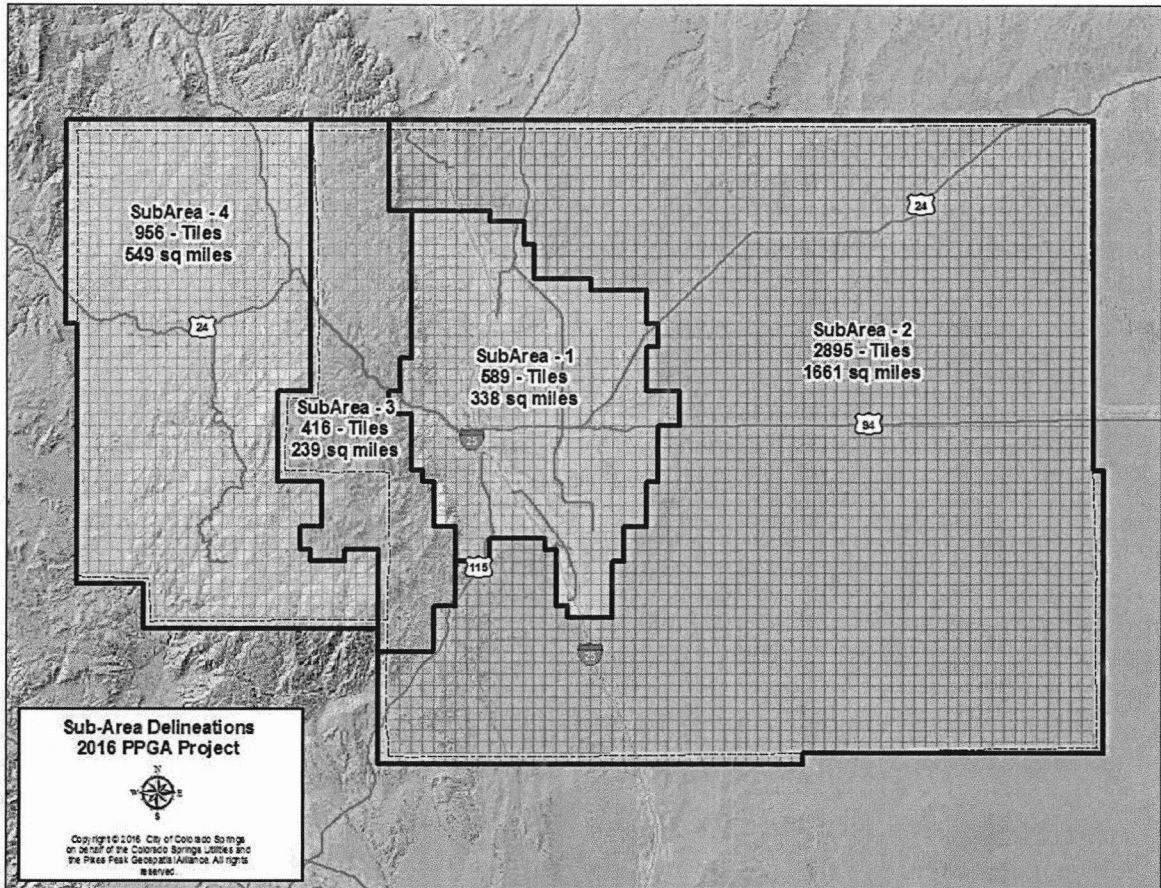 SubArea - 4
956 - Tiles
549 sq miles
24
24
SubArea - 2
2895 - Tiles
1661 sq miles
SubArea - 1
589 - Tiles
338 sq miles
SubArea - 3
416 - Tiles
239 sq miles
94
25
115
25
Sub-Area Delineations
2016 PPGA Project
N
W
E
S
Copyright © 2016 City of Colorado Springs
on behalf of the Colorado Springs Utilities and
the Pikes Peak Geospatial Alliance. All rights
reserved.